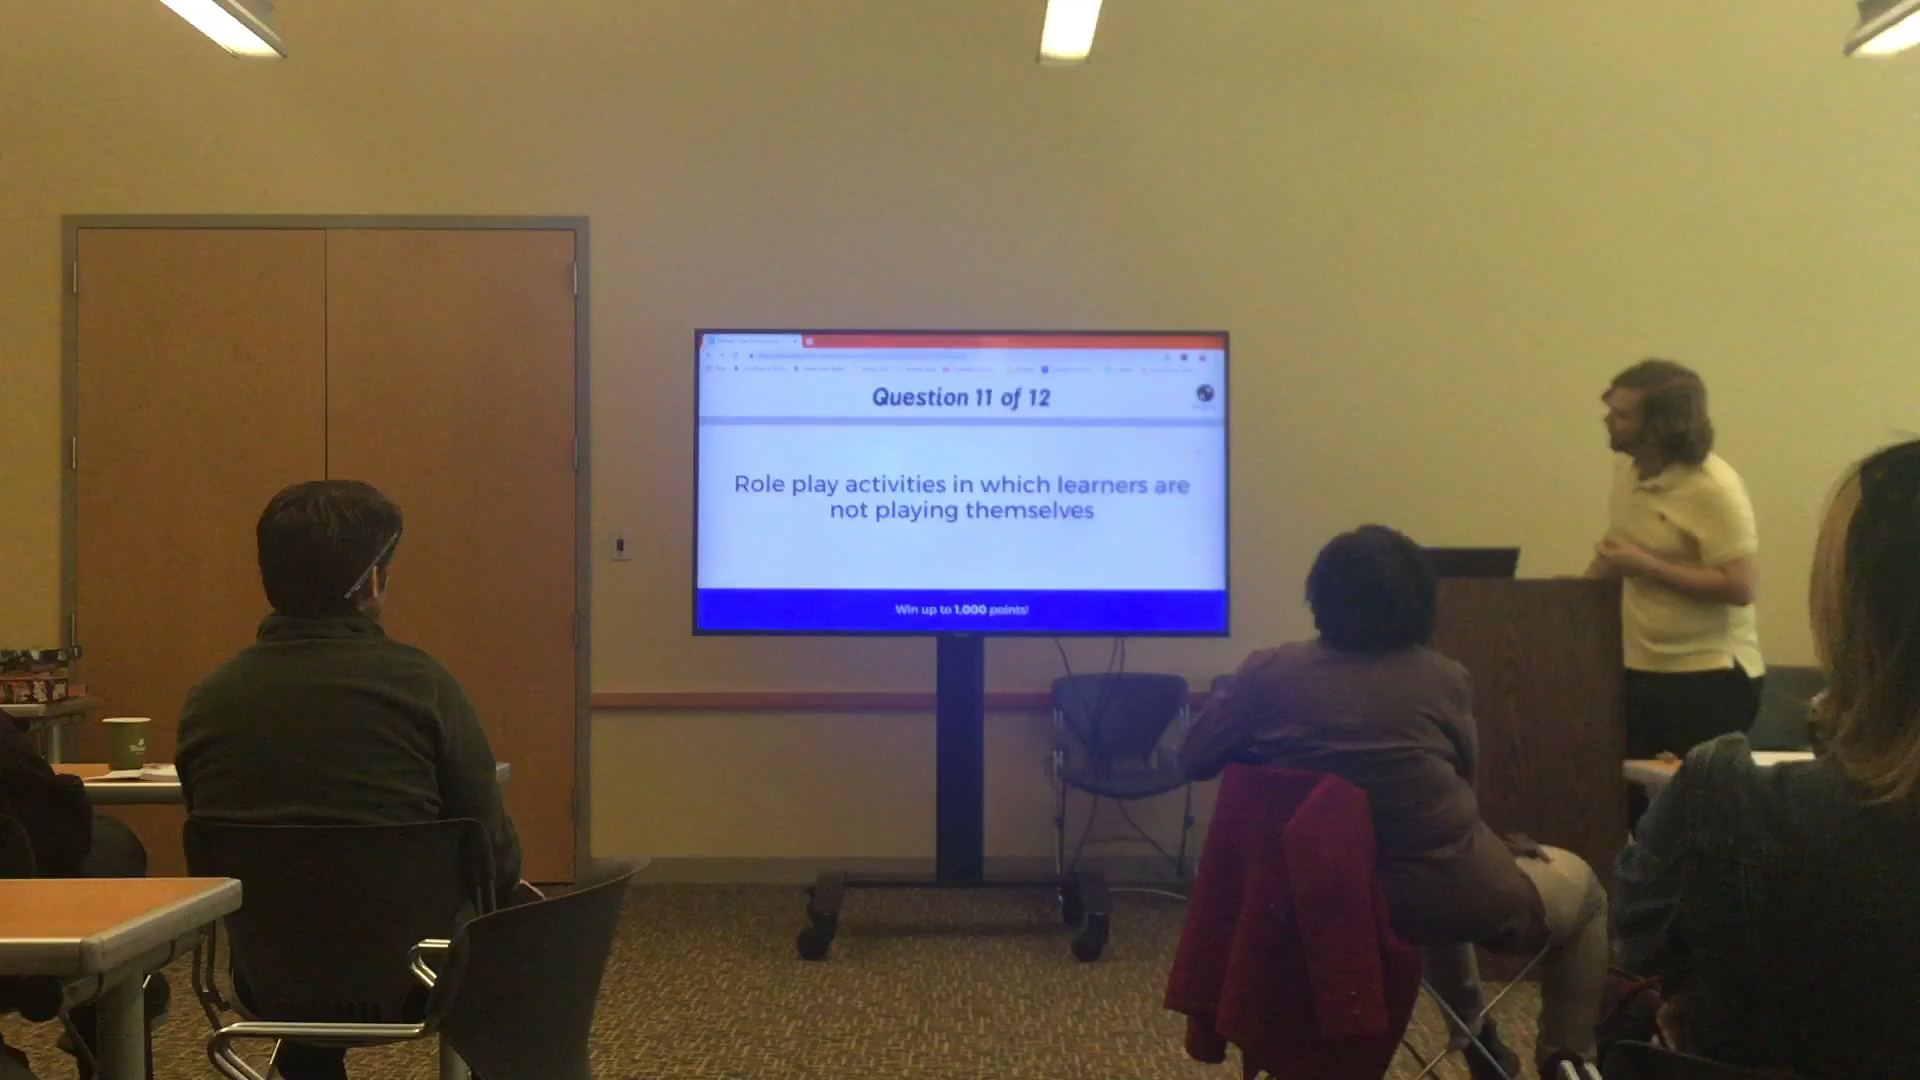 Question 11 of 12
Role play activities in which learners are
not playing themselves
Win up to 1,000 points!